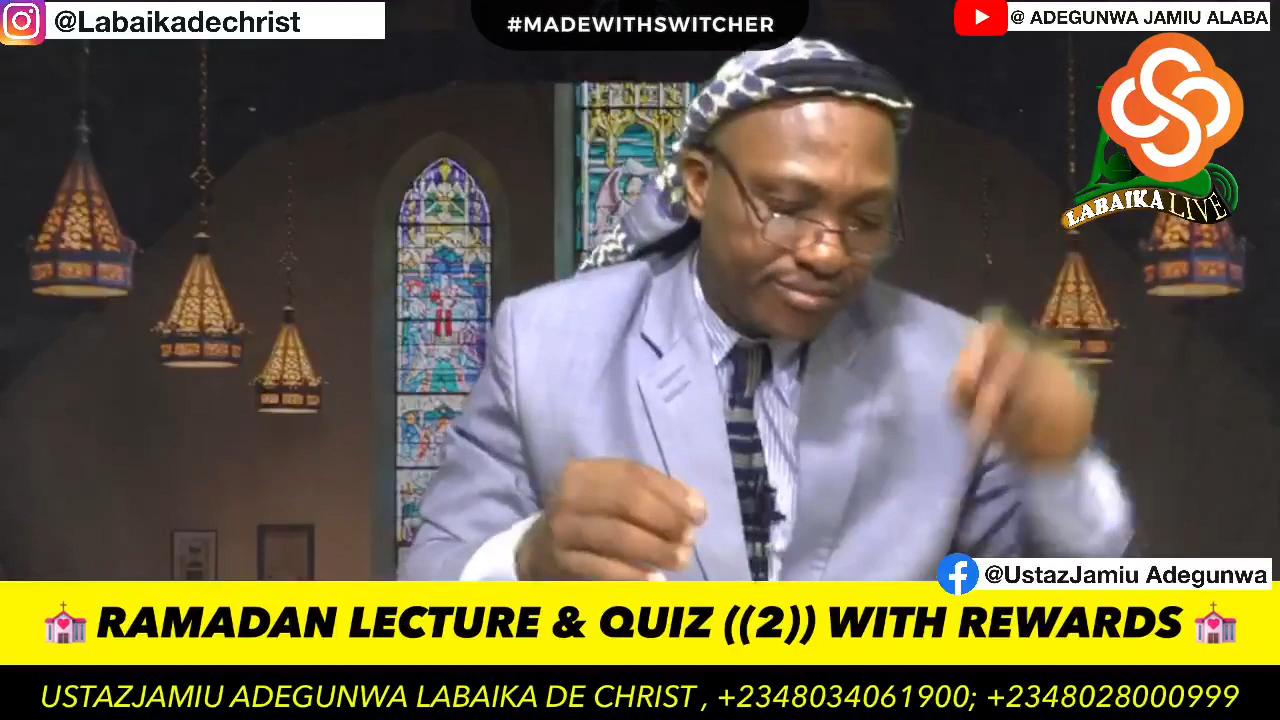 @Labaikadechrist
#MADEWITHSWITCHER
@ ADEGUNWA JAMIU ALABA
LABAIKA LIVE
@UstazJamiu Adegunwa
RAMADAN LECTURE & QUIZ ((2)) WITH REWARDS
USTAZJAMIU ADEGUNWA LABAIKA DE CHRIST , +2348034061900; +2348028000999